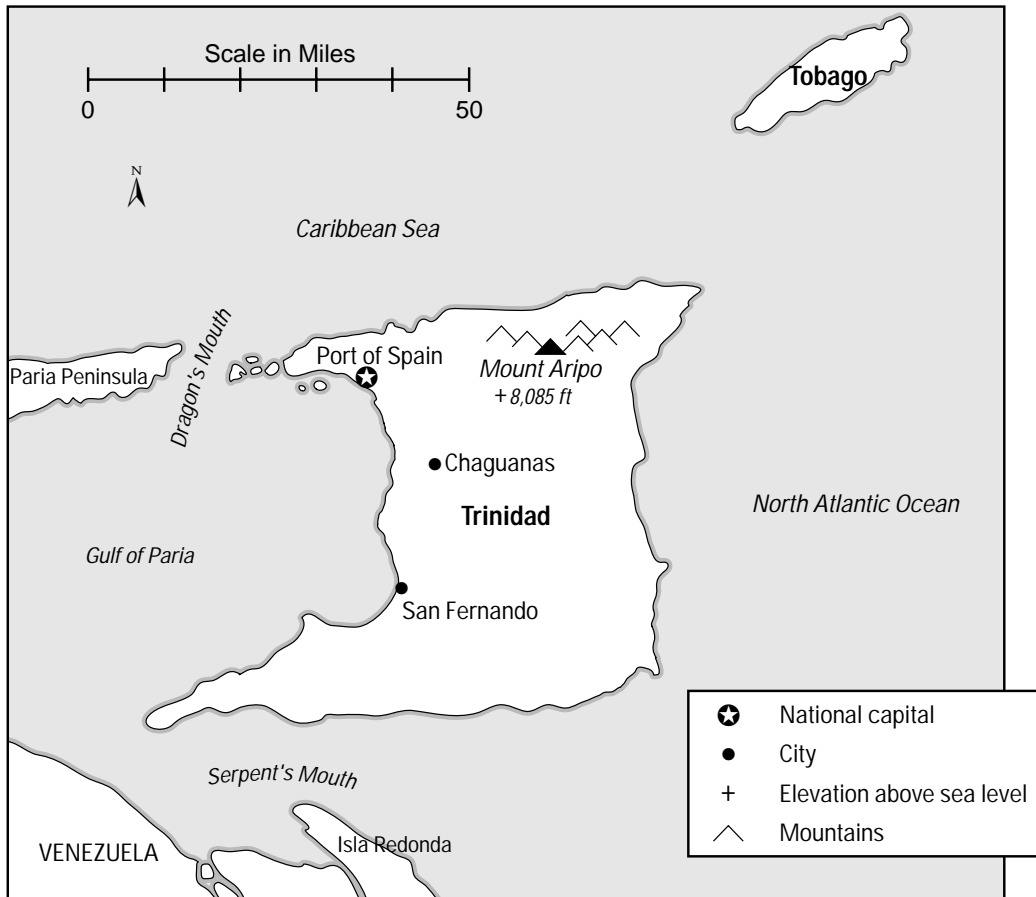 Scale in Miles
0 50
Tobago
N
Caribbean Sea
Dragon's Mouth
Port of Spain
Paria Peninsula
Mount Aripo
+ 8,085 ft
Chaguanas
Trinidad
North Atlantic Ocean
Gulf of Paria
San Fernando
Serpent's Mouth
VENEZUELA
Isla Redonda
National capital
City
+ Elevation above sea level
Mountains